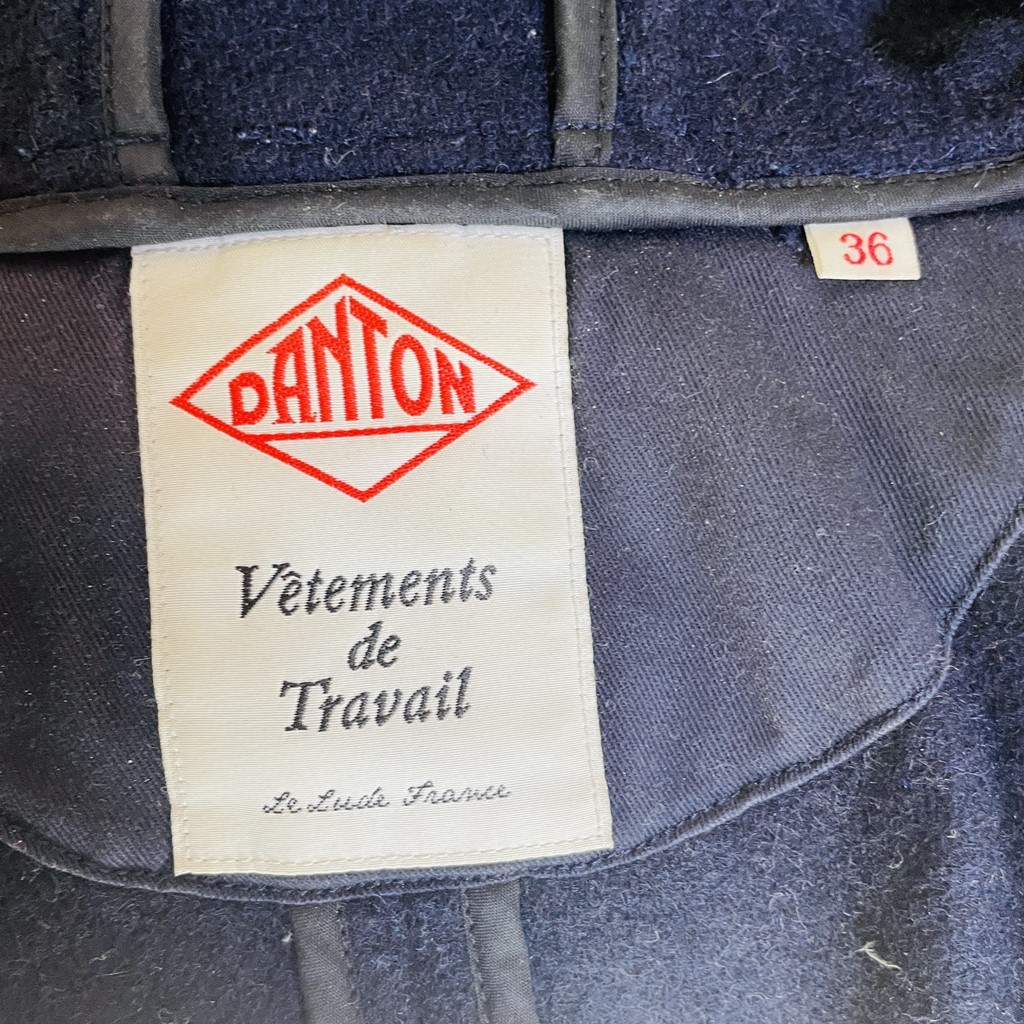 DANTON
36
Vêtements
de
Travail
Le Lude France